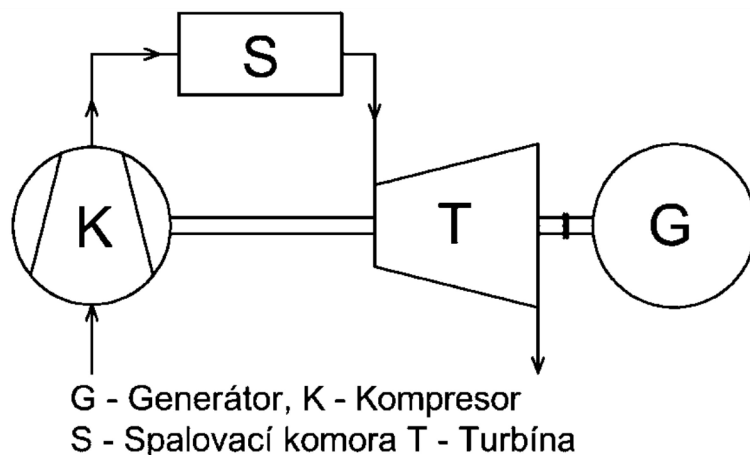 S
K
T
G
G - Generátor, K - Kompresor
S - Spalovací komora T - Turbína